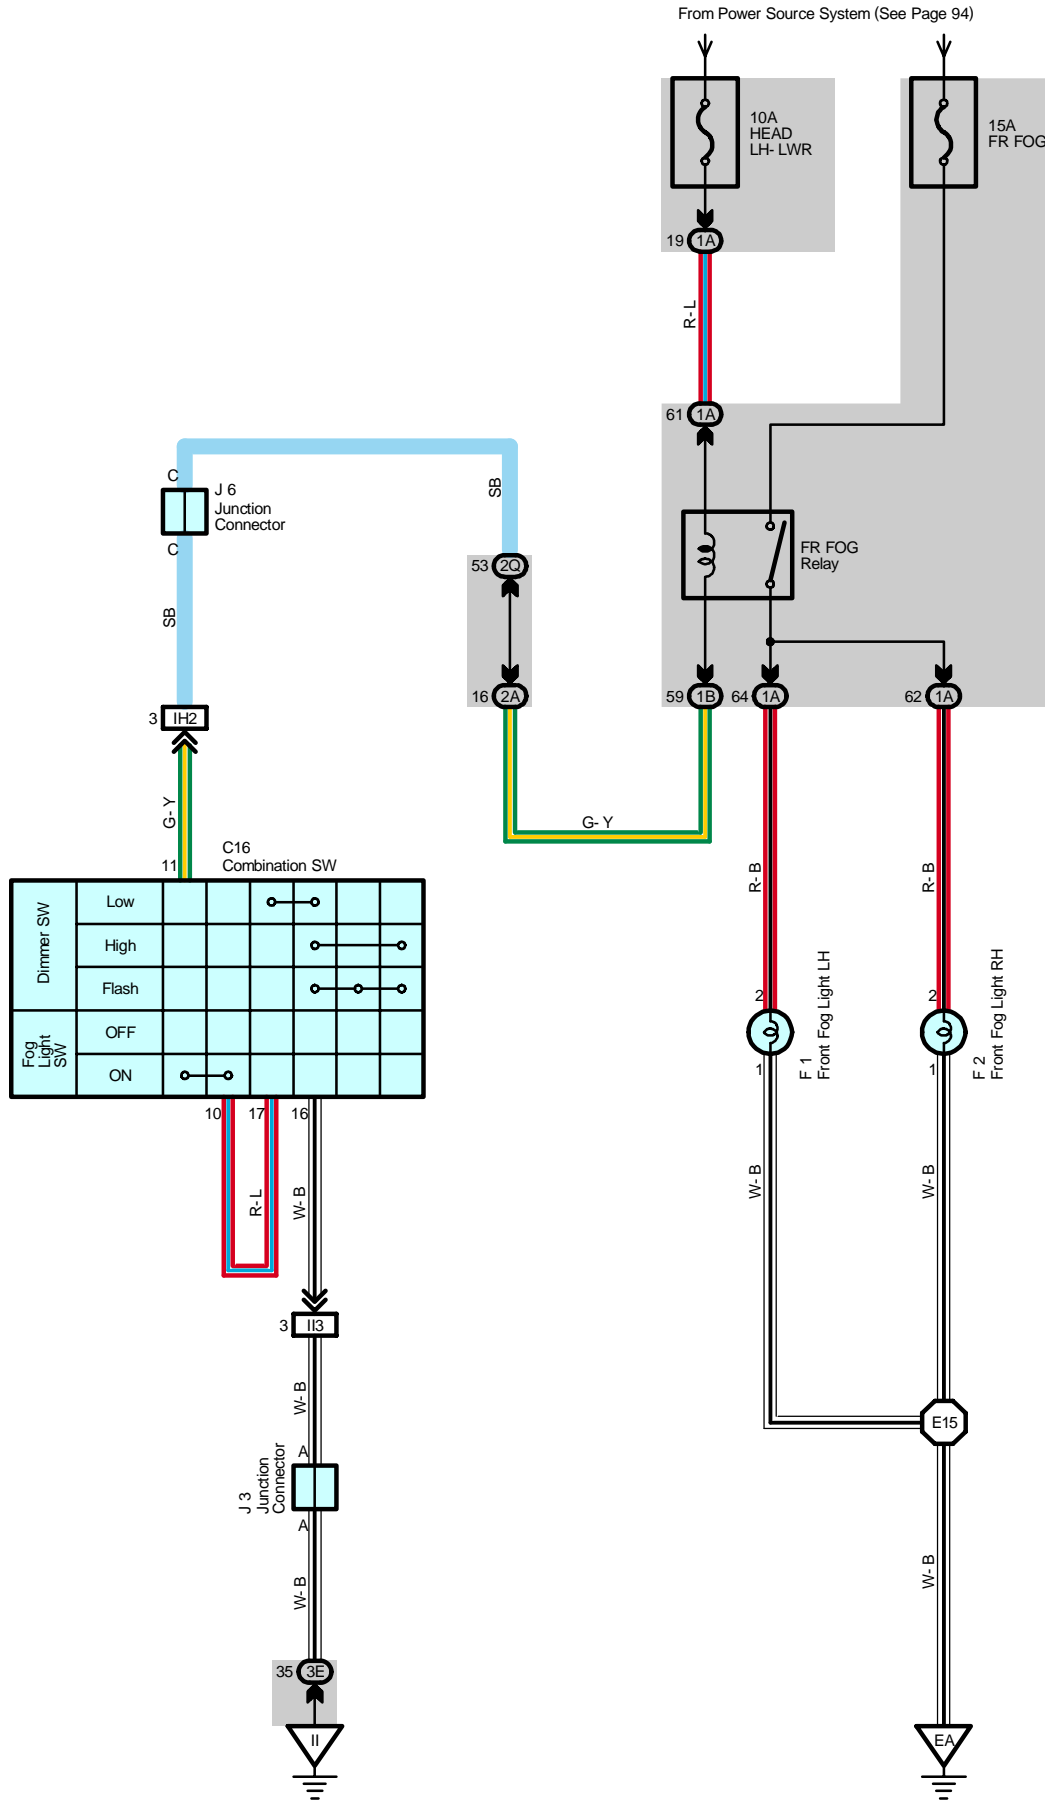 From Power Source System (See Page 94)
10A
HEAD
LH- LWR
15A
FR FOG
19 1A
R- L
61 1A
C
J 6
Junction
Connector
C
SB
SB
53 2Q
FR FOG
Relay
16 2A
59 1B
64 1A
62 1A
3 IH2
G- Y
G- Y
11
C16
Combination SW
R- B
R- B
Dimmer SW
Low
High
Flash
Fog
Light
SW
OFF
ON
2
2
F 1
Front Fog Light LH
F 2
Front Fog Light RH
1
1
10
17
16
R- L
W- B
W- B
W- B
3 II3
W- B
A
J 3
Junction
Connector
A
E15
W- B
W- B
35 3E
II
EA